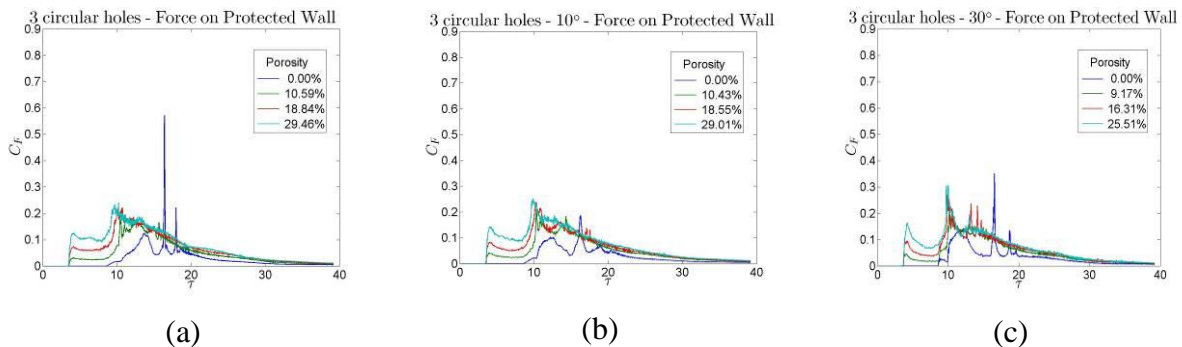 3 circular holes - Force on Protected Wall
0.9
0.8
0.7
0.6
0.5
0.4
0.3
0.2
0.1
0
C_F
Porosity
0.00%
10.59%
18.84%
29.46%
0 10 20 30 40
τ
(a)
3 circular holes - 10° - Force on Protected Wall
0.9
0.8
0.7
0.6
0.5
0.4
0.3
0.2
0.1
0
C_F
Porosity
0.00%
10.43%
18.55%
29.01%
0 10 20 30 40
τ
(b)
3 circular holes - 30° - Force on Protected Wall
0.9
0.8
0.7
0.6
0.5
0.4
0.3
0.2
0.1
0
C_F
Porosity
0.00%
9.17%
16.31%
25.51%
0 10 20 30 40
τ
(c)